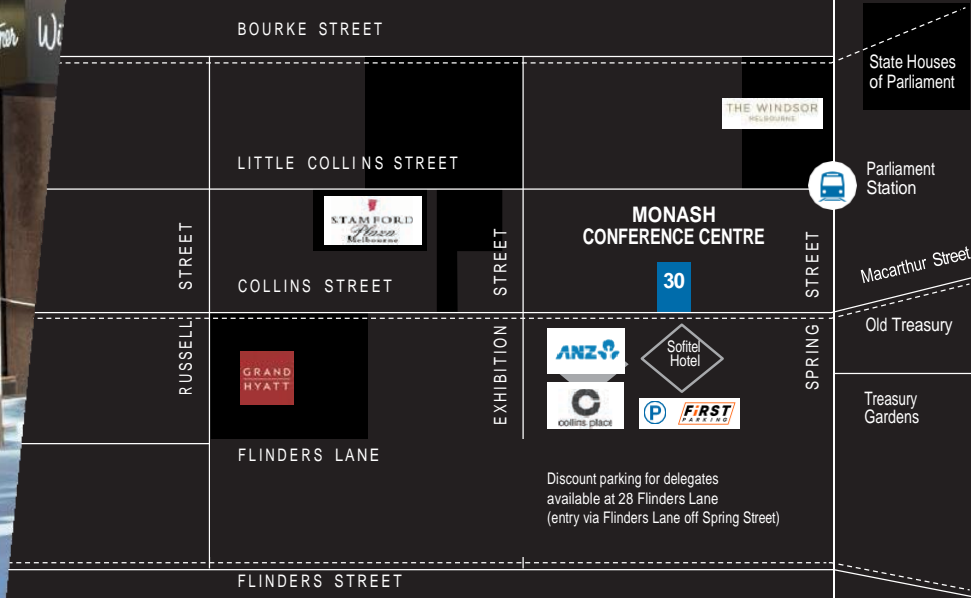 BOURKE STREET
State Houses
of Parliament
THE WINDSOR
MELBOURNE
LITTLE COLLINS STREET
Parliament
Station
STAMFORD
Plaza
Melbourne
MONASH
CONFERENCE CENTRE
30
RUSSELL STREET
EXHIBITION STREET
SPRING STREET
COLLINS STREET
Macarthur Street
Old Treasury
GRAND
HYATT
ANZ
Sofitel
Hotel
collins place
P
FiRST
PARKING
Treasury
Gardens
FLINDERS LANE
Discount parking for delegates
available at 28 Flinders Lane
(entry via Flinders Lane off Spring Street)
FLINDERS STREET